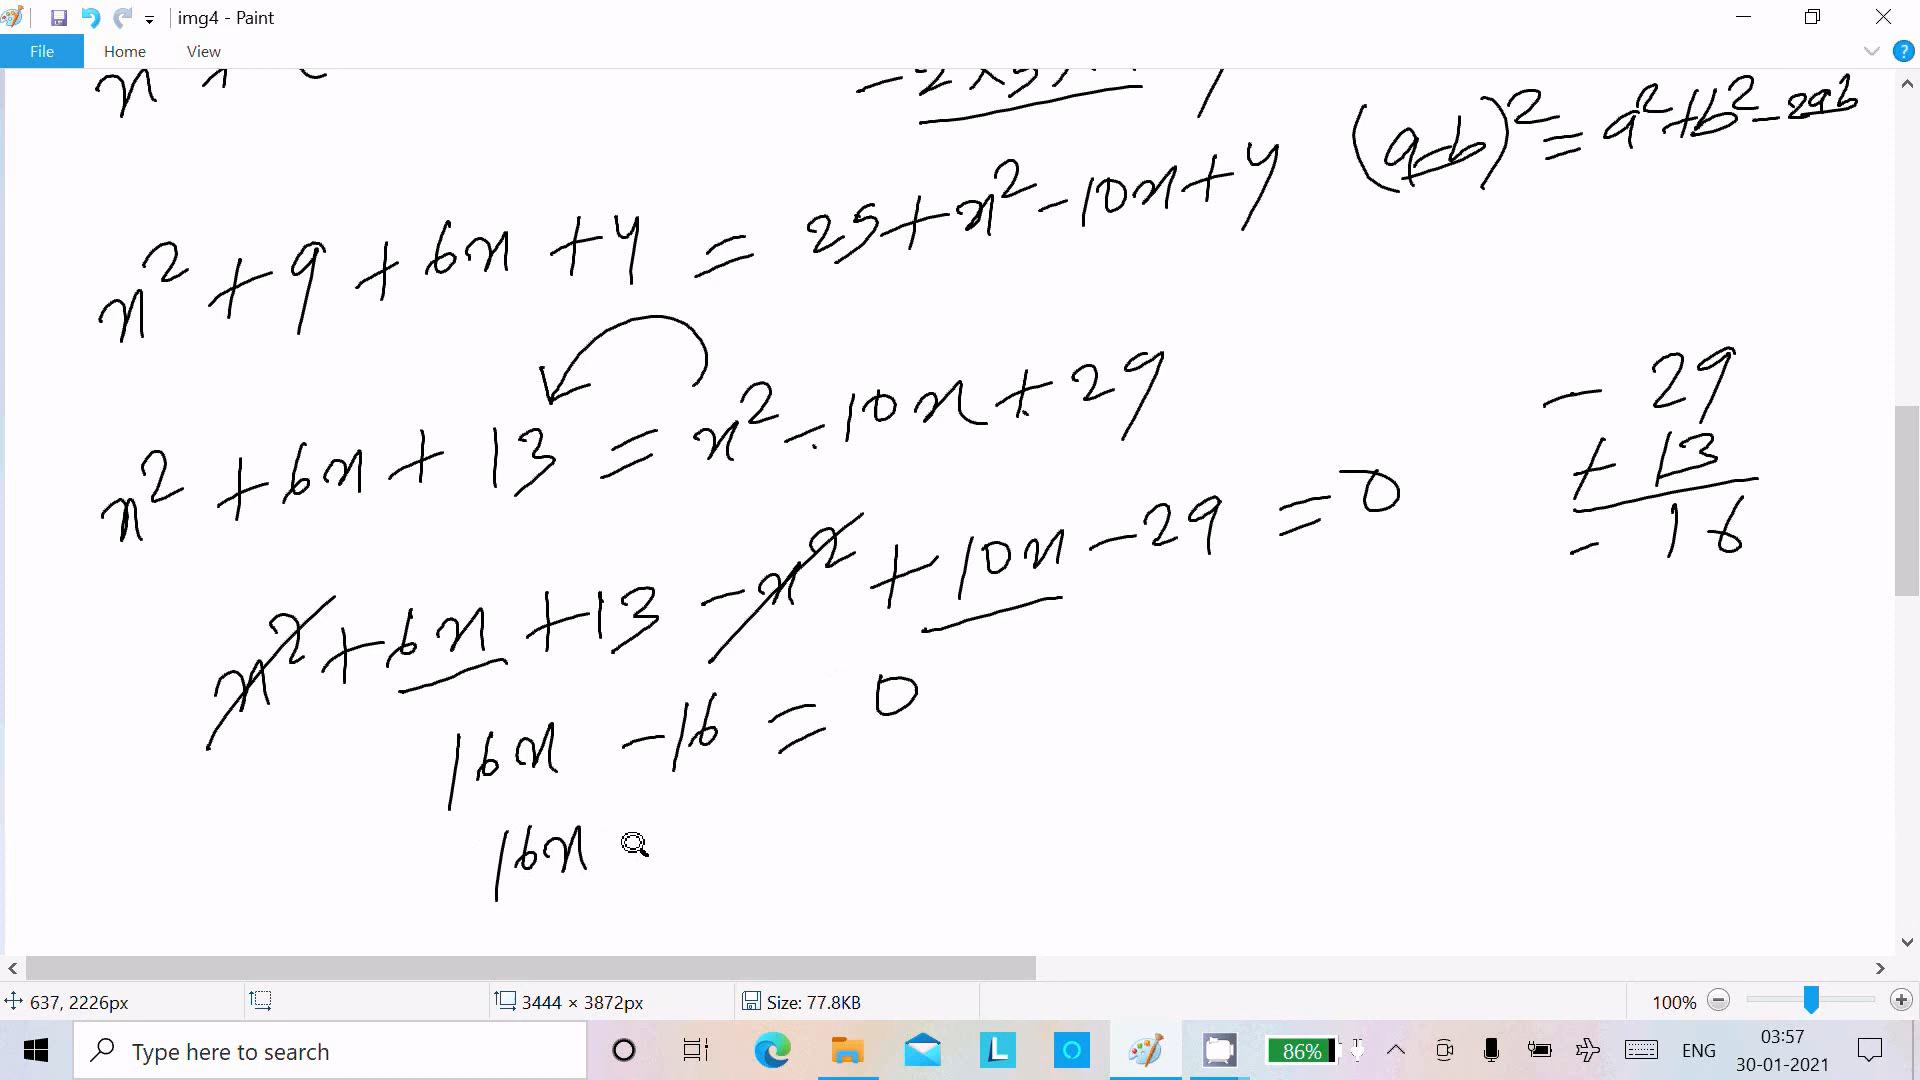 img4 - Paint
File Home View
(a-b)² = a²+b²-2ab
x² + 9 + 6x + 4 = 25 + x² - 10x + 4
x² + 6x + 13 = x² - 10x + 29
- 29
+ 13
- 16
x² + 6x + 13 - x² + 10x - 29 = 0
16x - 16 = 0
16x
637, 2226px
3444 × 3872px
Size: 77.8KB
100%
Type here to search
86%
ENG
03:57
30-01-2021